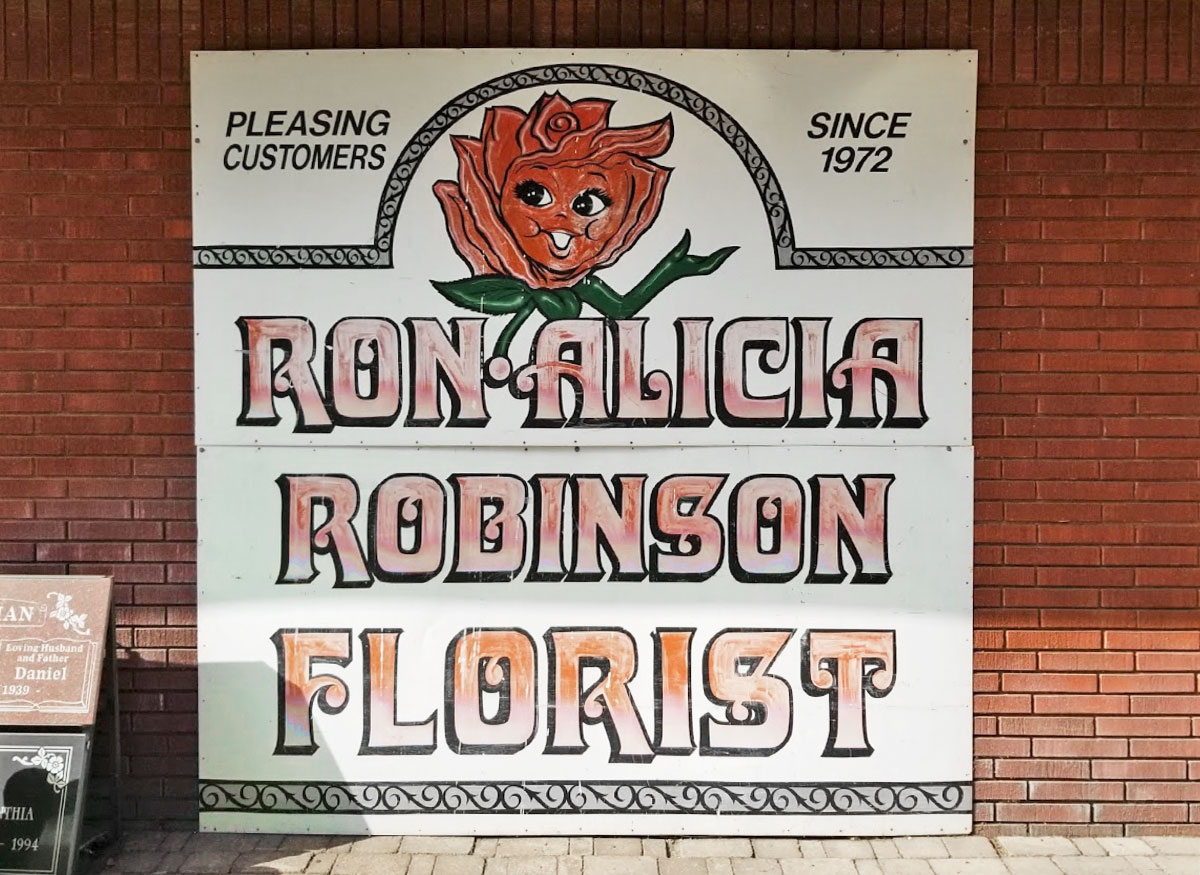 PLEASING
CUSTOMERS
SINCE
1972
RON·ALICIA
ROBINSON
FLORIST
Loving Husband
and Father
Daniel
1939 -
- 1994